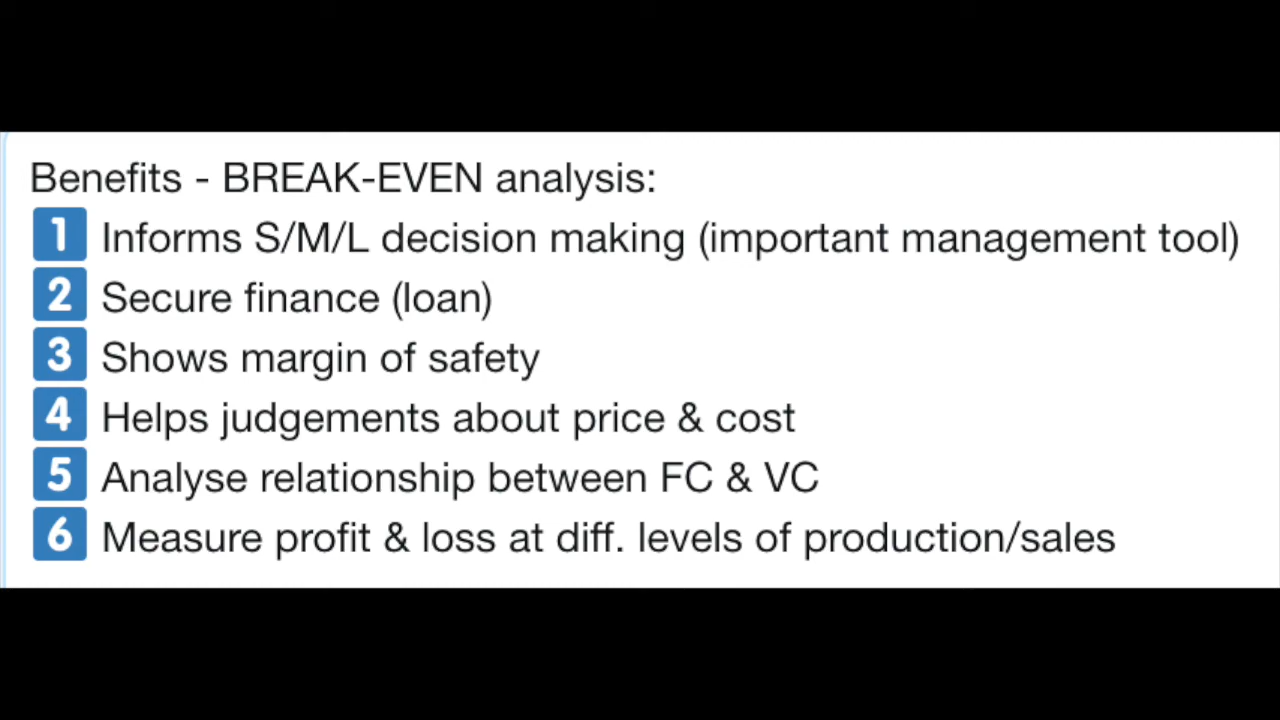 Benefits - BREAK-EVEN analysis:
1 Informs S/M/L decision making (important management tool)
2 Secure finance (loan)
3 Shows margin of safety
4 Helps judgements about price & cost
5 Analyse relationship between FC & VC
6 Measure profit & loss at diff. levels of production/sales